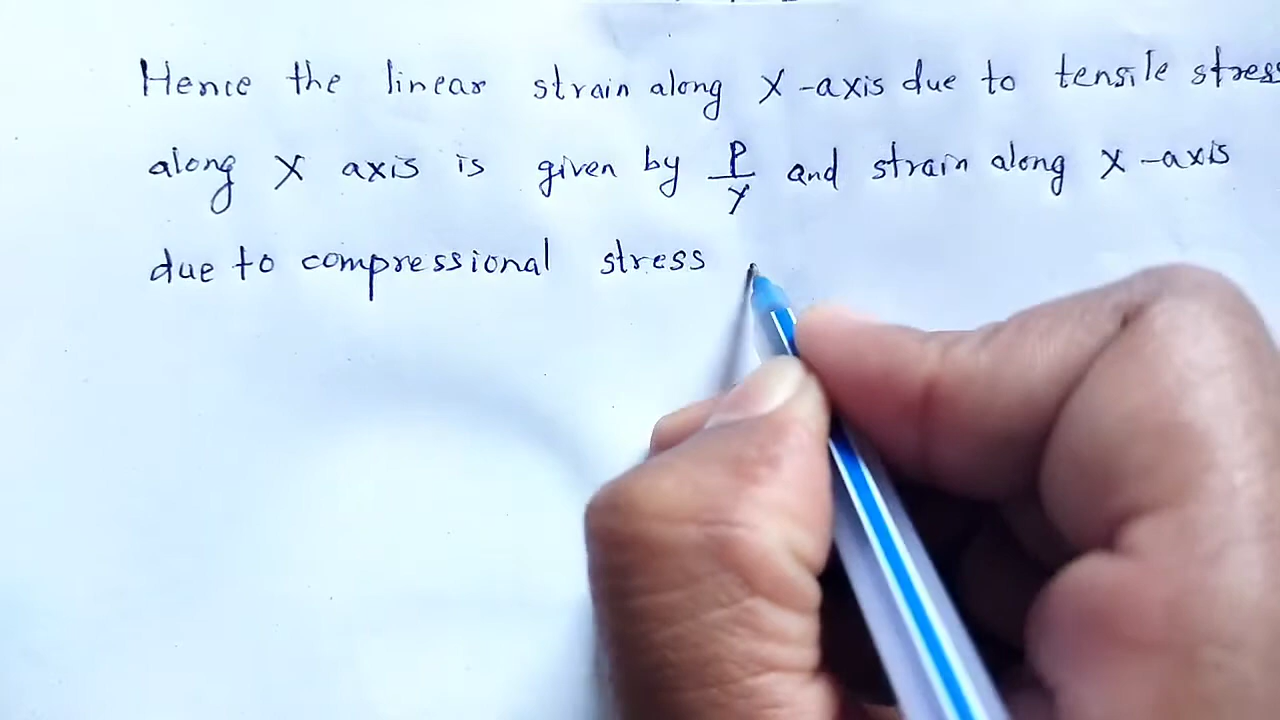 Hence the linear strain along X-axis due to tensile stress
along X axis is given by P/Y and strain along X-axis
due to compressional stress